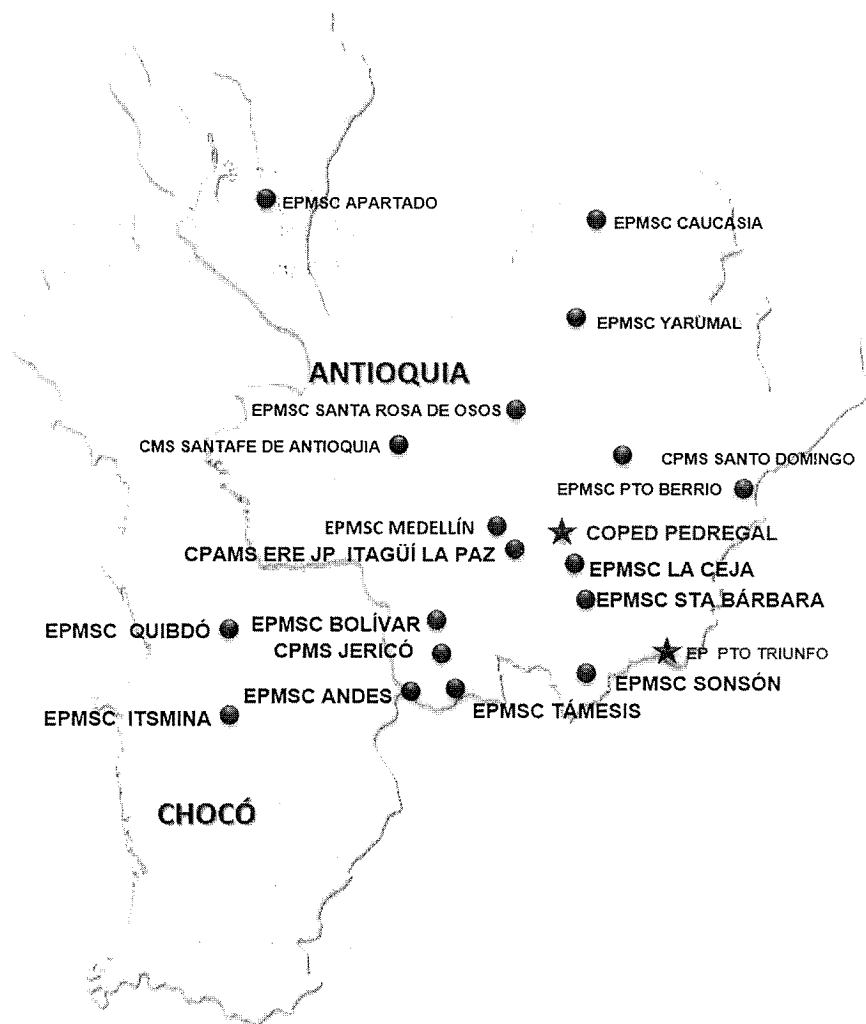 EPMSC APARTADO
EPMSC CAUCASIA
EPMSC YARUMAL
ANTIOQUIA
EPMSC SANTA ROSA DE OSOS
CMS SANTAFE DE ANTIOQUIA
CPMS SANTO DOMINGO
EPMSC PTO BERRIO
EPMSC MEDELLÍN
COPED PEDREGAL
CPAMS ERE JP ITAGÜÍ LA PAZ
EPMSC LA CEJA
EPMSC STA BÁRBARA
EPMSC BOLÍVAR
EPMSC QUIBDÓ
CPMS JERICÓ
EP PTO TRIUNFO
EPMSC SONSÓN
EPMSC ANDES
EPMSC TÁMESIS
EPMSC ITSMINA
CHOCÓ